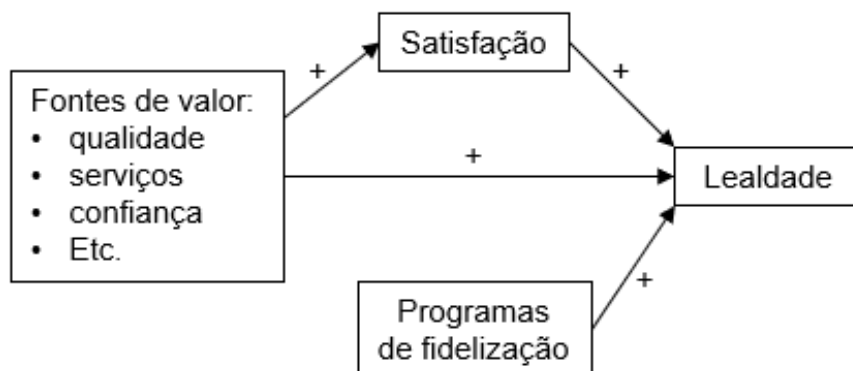 Satisfação
+
+
Fontes de valor:
• qualidade
• serviços
• confiança
• Etc.
+
Lealdade
+
Programas
de fidelização